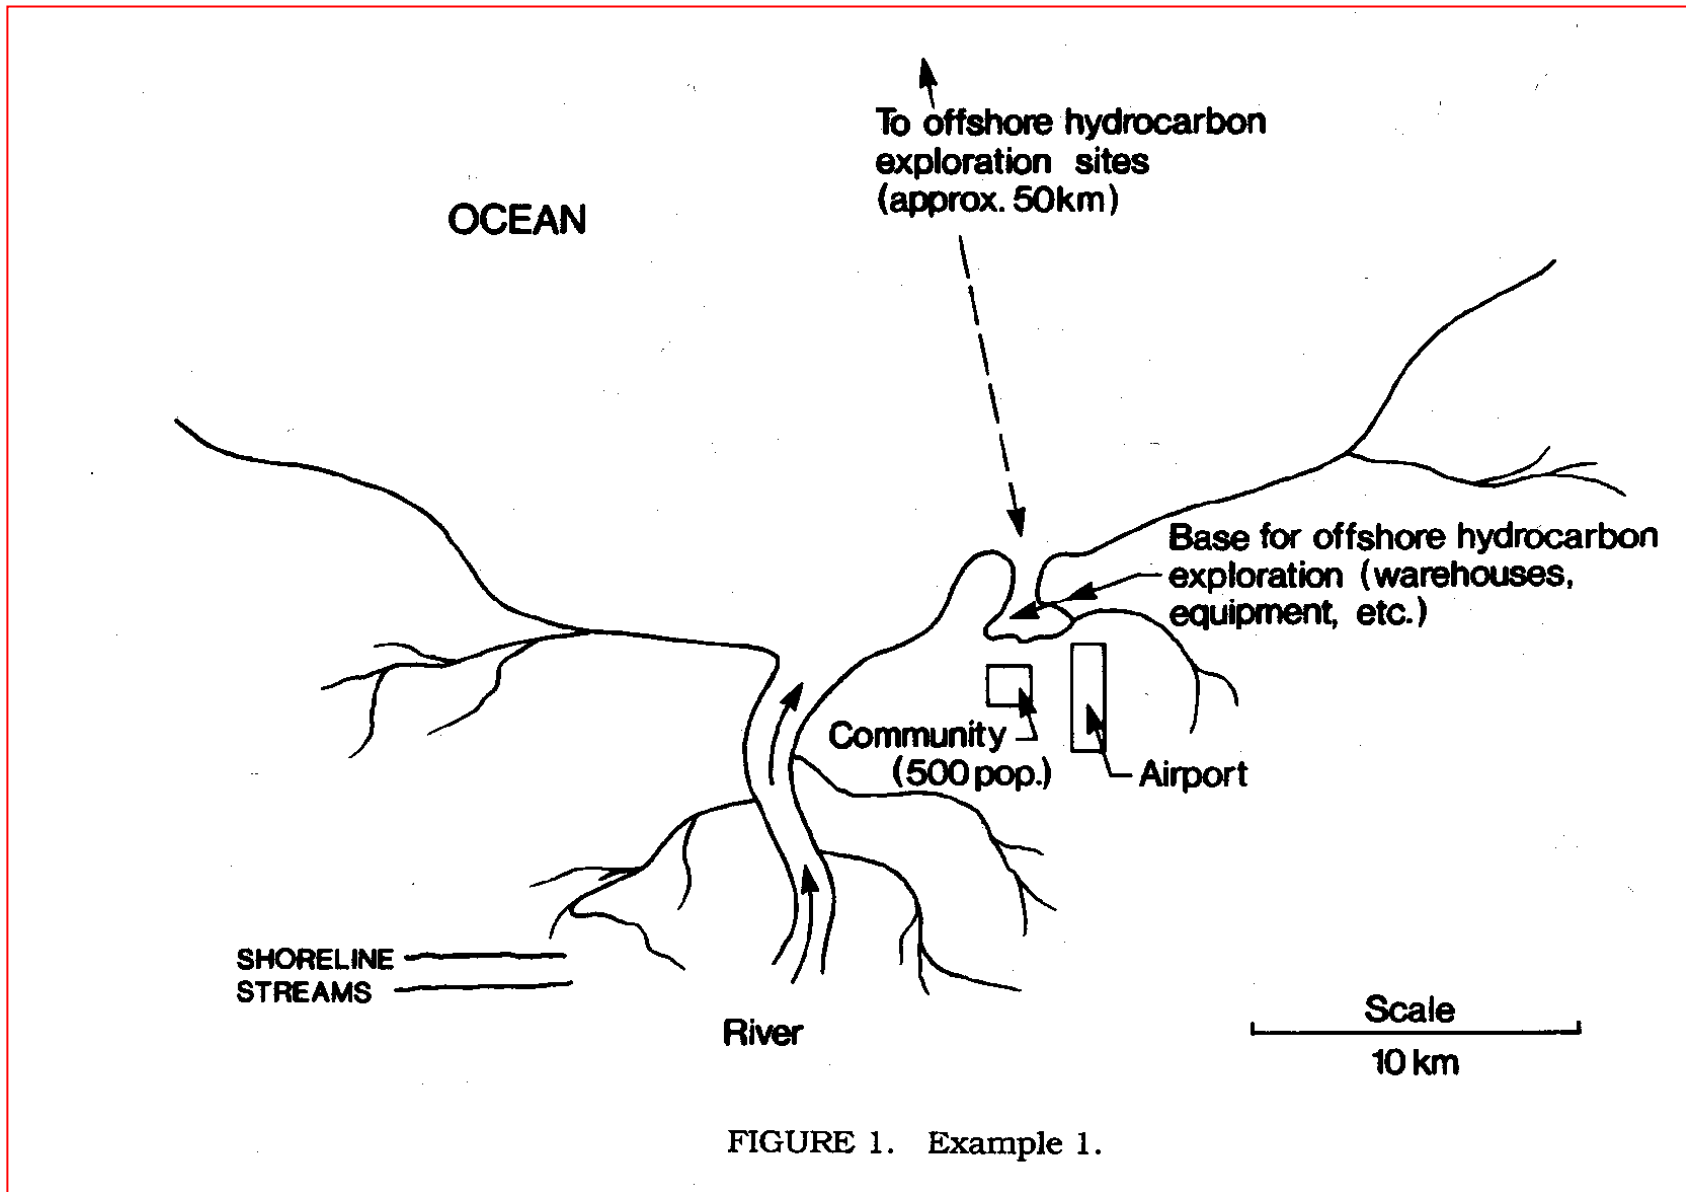 To offshore hydrocarbon
exploration sites
(approx. 50km)
OCEAN
Base for offshore hydrocarbon
exploration (warehouses,
equipment, etc.)
Community
(500 pop.)
Airport
SHORELINE
STREAMS
River
Scale
10 km
FIGURE 1. Example 1.